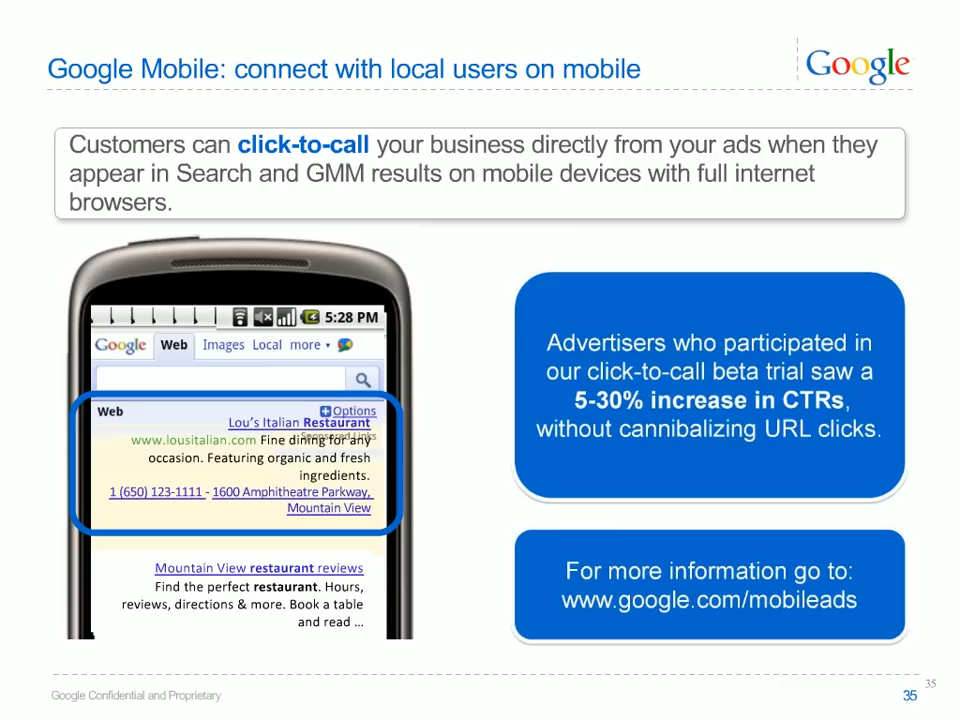 Google Mobile: connect with local users on mobile
Google
Customers can click-to-call your business directly from your ads when they
appear in Search and GMM results on mobile devices with full internet
browsers.
5:28 PM
Google Web Images Local more
Web
Options
Lou's Italian Restaurant
Sponsored Links
www.lousitalian.com Fine dining for any
occasion. Featuring organic and fresh
ingredients.
1 (650) 123-1111 - 1600 Amphitheatre Parkway,
Mountain View
Mountain View restaurant reviews
Find the perfect restaurant. Hours,
reviews, directions & more. Book a table
and read ...
Advertisers who participated in
our click-to-call beta trial saw a
5-30% increase in CTRs,
without cannibalizing URL clicks.
For more information go to:
www.google.com/mobileads
Google Confidential and Proprietary
35
35